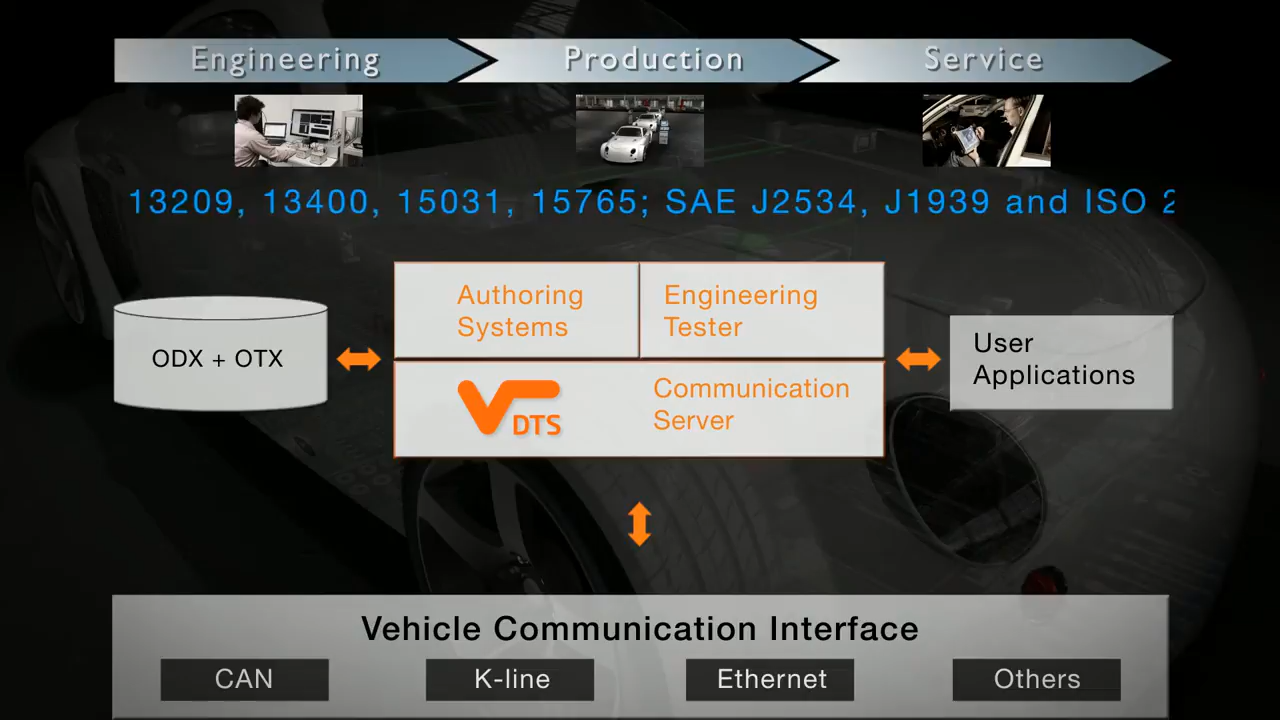 Engineering
Production
Service
13209, 13400, 15031, 15765; SAE J2534, J1939 and ISO 2
Authoring
Systems
Engineering
Tester
ODX + OTX
User
Applications
DTS
Communication
Server
Vehicle Communication Interface
CAN
K-line
Ethernet
Others